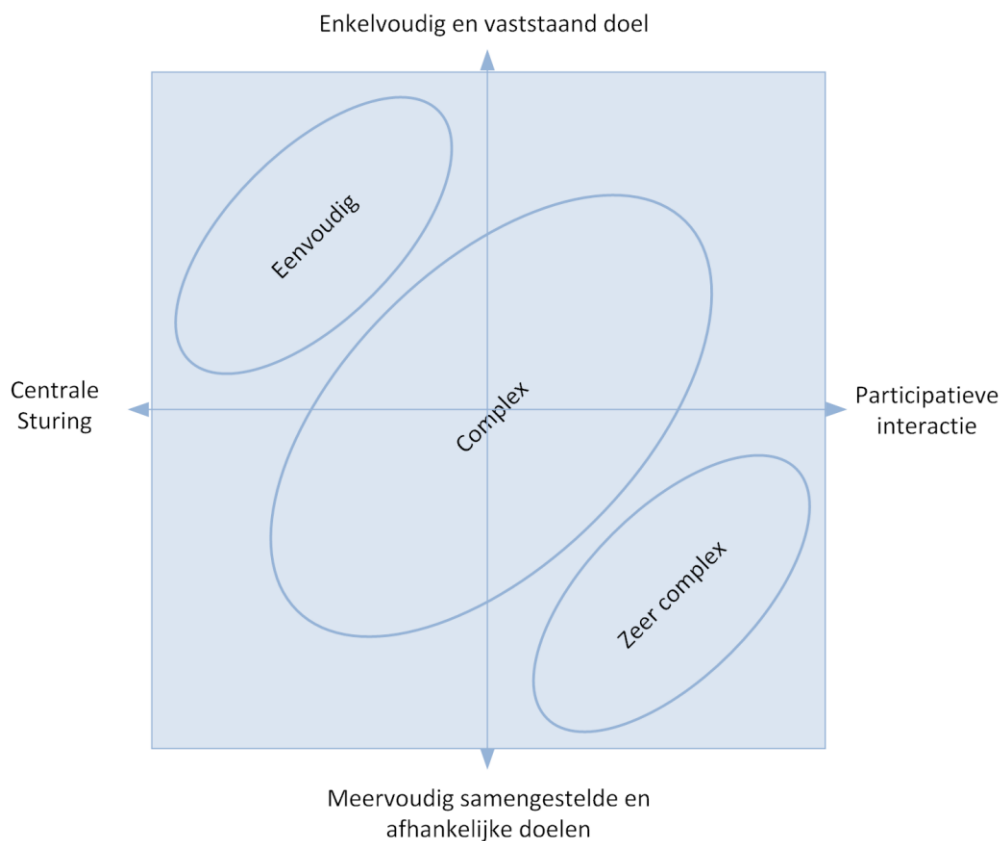 Enkelvoudig en vaststaand doel
Eenvoudig
Centrale
Sturing
Complex
Participatieve
interactie
Zeer complex
Meervoudig samengestelde en
afhankelijke doelen